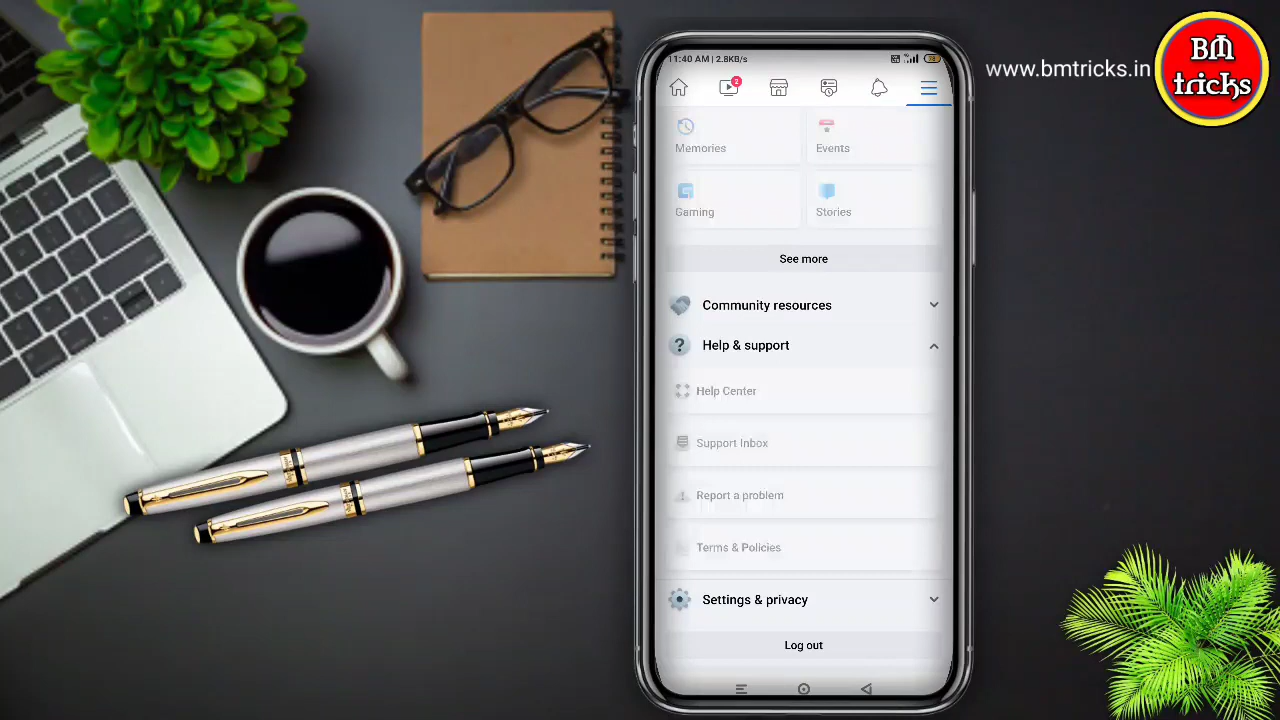 www.bmtricks.in
BM
tricks
11:40 AM | 2.8KB/s
2
Memories
Events
Gaming
Stories
See more
Community resources
Help & support
Help Center
Support Inbox
Report a problem
Terms & Policies
Settings & privacy
Log out